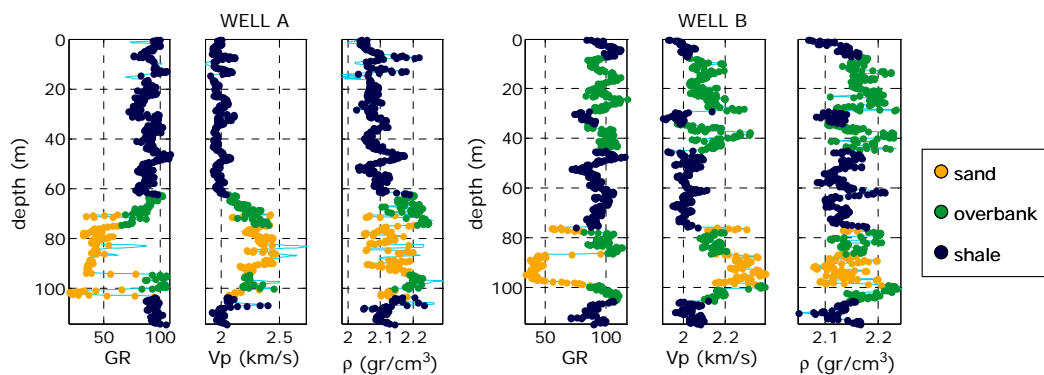 WELL A
WELL B
0
20
40
60
80
100
depth (m)
50 100
GR
2 2.5
Vp (km/s)
2 2.1 2.2
ρ (gr/cm³)
0
20
40
60
80
100
depth (m)
50 100
GR
2 2.2
Vp (km/s)
2.1 2.2
ρ (gr/cm³)
sand
overbank
shale